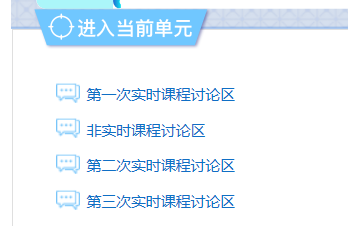 进入当前单元
第一次实时课程讨论区
非实时课程讨论区
第二次实时课程讨论区
第三次实时课程讨论区